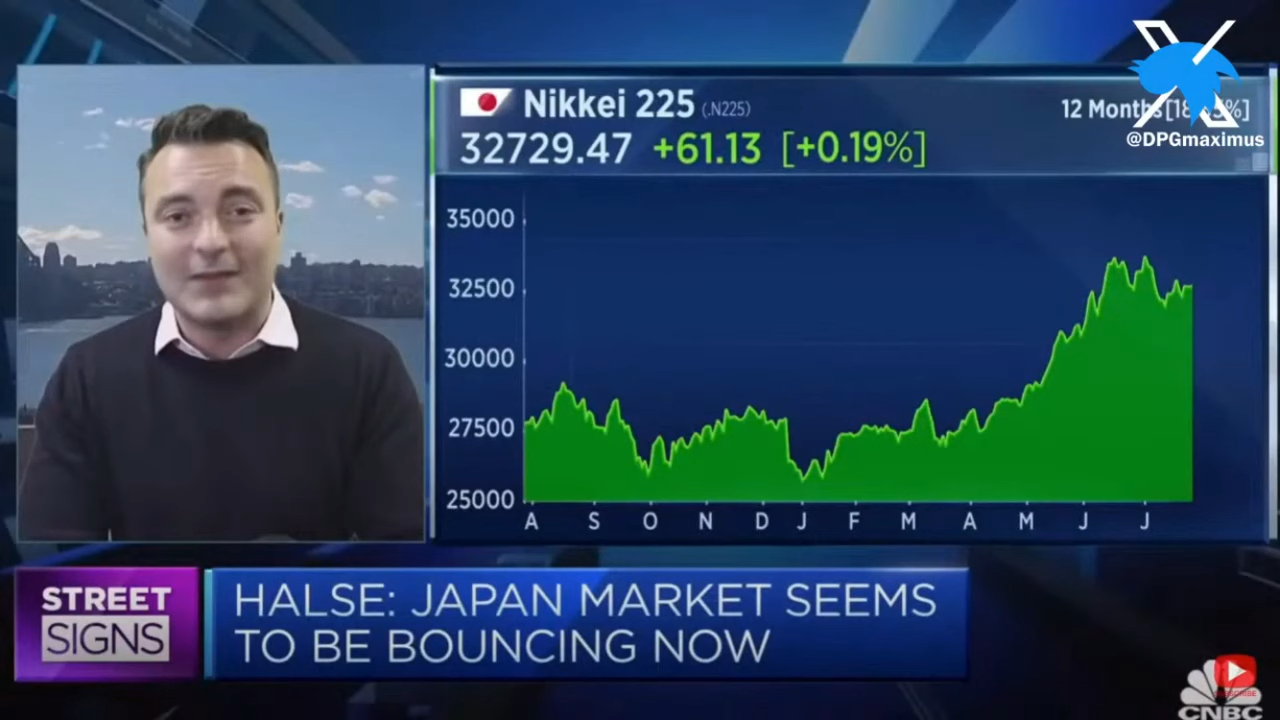 Nikkei 225 (.N225)
12 Months
32729.47 +61.13 [+0.19%]
@DPGmaximus
35000
32500
30000
27500
25000
A S O N D J F M A M J J
STREET
SIGNS
HALSE: JAPAN MARKET SEEMS
TO BE BOUNCING NOW
SUBSCRIBE
CNBC